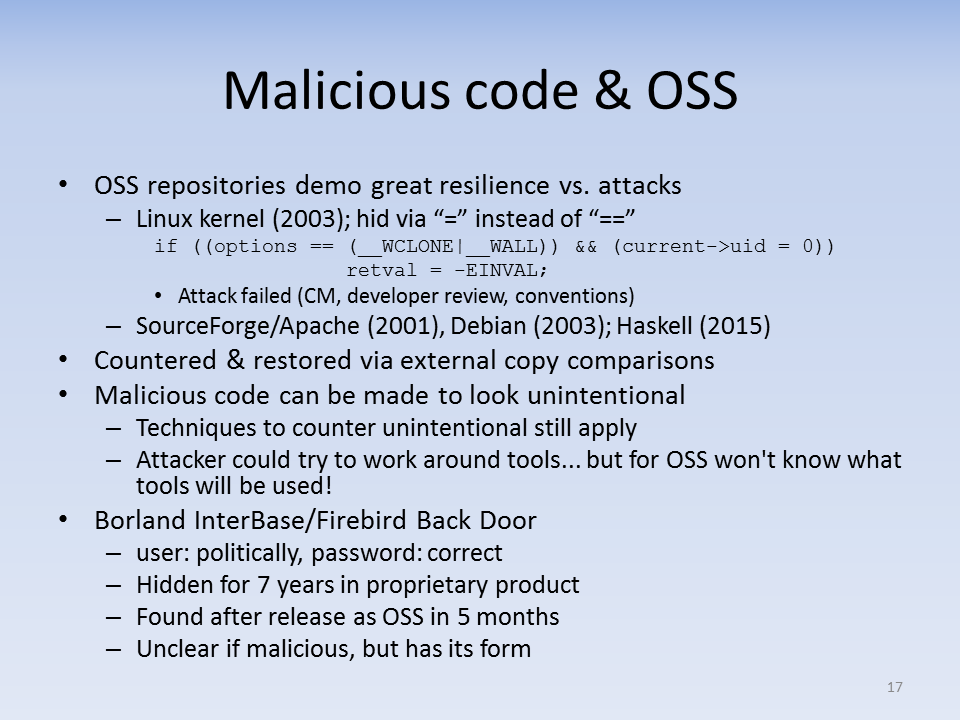 Malicious code & OSS
• OSS repositories demo great resilience vs. attacks
– Linux kernel (2003); hid via “=” instead of “==”
if ((options == (__WCLONE|__WALL)) && (current->uid = 0))
retval = -EINVAL;
• Attack failed (CM, developer review, conventions)
– SourceForge/Apache (2001), Debian (2003); Haskell (2015)
• Countered & restored via external copy comparisons
• Malicious code can be made to look unintentional
– Techniques to counter unintentional still apply
– Attacker could try to work around tools... but for OSS won't know what
tools will be used!
• Borland InterBase/Firebird Back Door
– user: politically, password: correct
– Hidden for 7 years in proprietary product
– Found after release as OSS in 5 months
– Unclear if malicious, but has its form
17